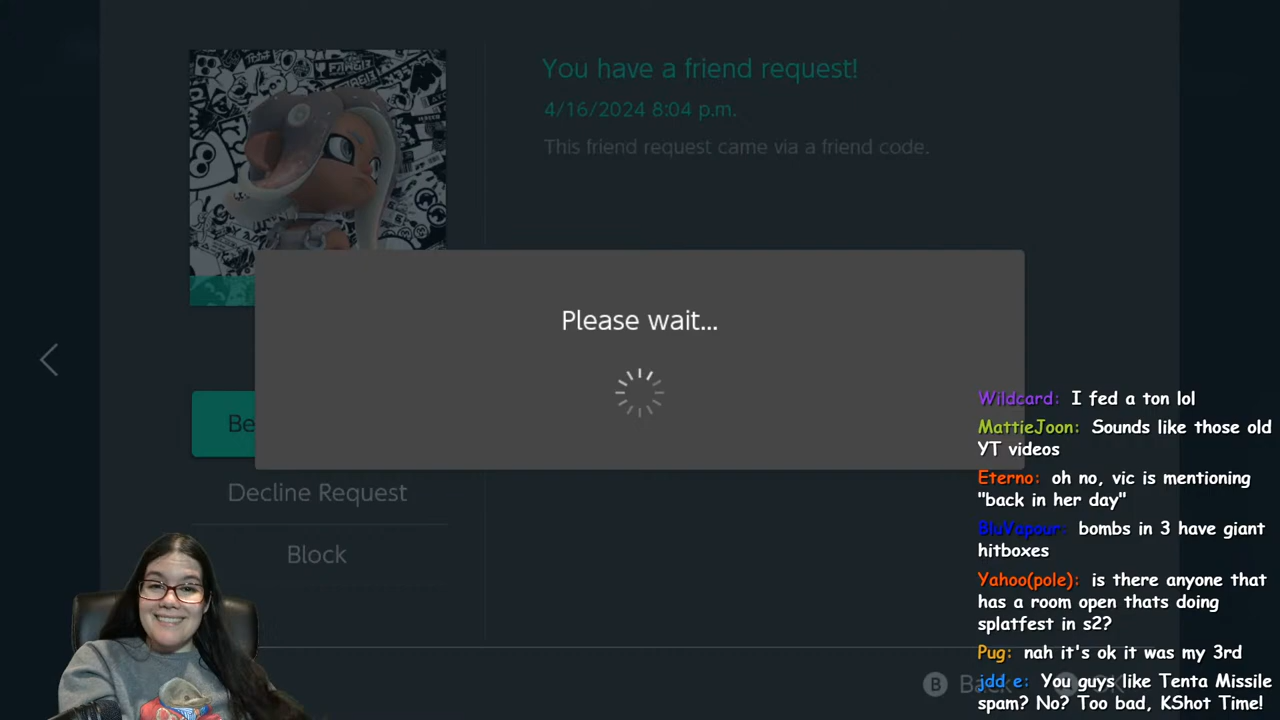 You have a friend request!
4/16/2024 8:04 p.m.
This friend request came via a friend code.
Please wait...
Be
Decline Request
Block
Wildcard: I fed a ton lol
MattieJoon: Sounds like those old
YT videos
Eterno: oh no, vic is mentioning
"back in her day"
BluVapour: bombs in 3 have giant
hitboxes
Yahoo(pole): is there anyone that
has a room open thats doing
splatfest in s2?
Pug: nah it's ok it was my 3rd
jdd e: You guys like Tenta Missile
spam? No? Too bad, KShot Time!
B Back OK